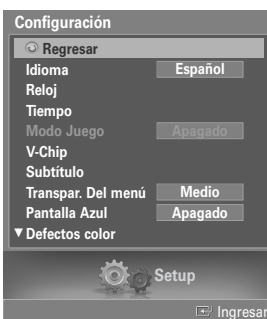 Configuración
Regresar
Idioma Español
Reloj
Tiempo
Modo Juego Apagado
V-Chip
Subtítulo
Transpar. Del menú Medio
Pantalla Azul Apagado
▼ Defectos color
Setup
Ingresar